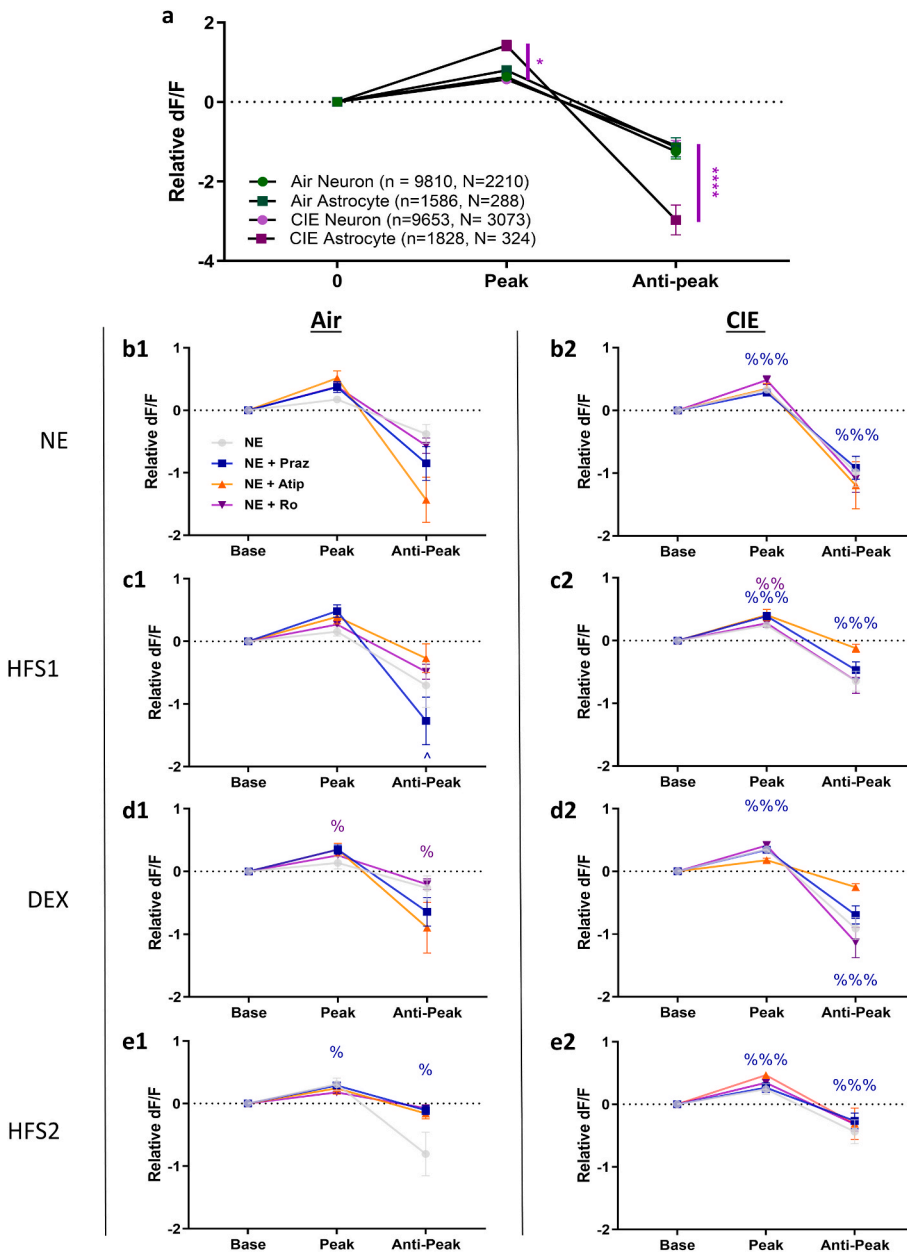 a
Relative dF/F
2
0
-2
-4
*
****
Air Neuron (n = 9810, N=2210)
Air Astrocyte (n=1586, N=288)
CIE Neuron (n=9653, N= 3073)
CIE Astrocyte (n=1828, N= 324)
0 Peak Anti-peak
Air CIE
NE
b1
Relative dF/F
1
0
-1
-2
NE
NE + Praz
NE + Atip
NE + Ro
Base Peak Anti-Peak
b2
Relative dF/F
1
0
-1
-2
%%%
%%%
Base Peak Anti-Peak
HFS1
c1
Relative dF/F
1
0
-1
-2
^
Base Peak Anti-Peak
c2
Relative dF/F
1
0
-1
-2
%%
%%%
%%%
Base Peak Anti-Peak
DEX
d1
Relative dF/F
1
0
-1
-2
%
%
Base Peak Anti-Peak
d2
Relative dF/F
1
0
-1
-2
%%%
%%%
Base Peak Anti-Peak
HFS2
e1
Relative dF/F
1
0
-1
-2
%
%
Base Peak Anti-Peak
e2
Relative dF/F
1
0
-1
-2
%%%
%%%
Base Peak Anti-Peak